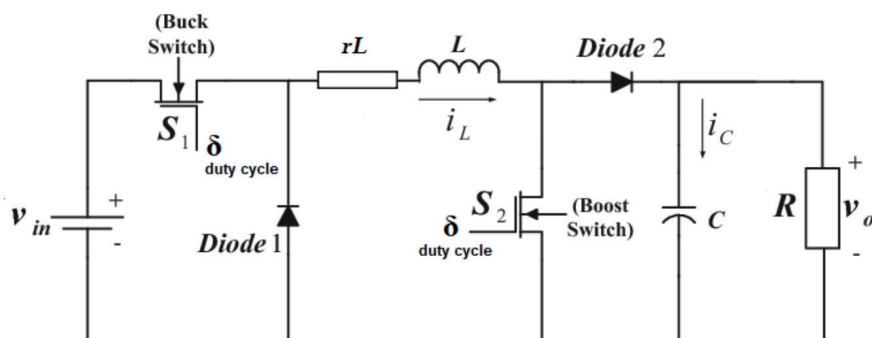 (Buck
Switch)
rL
L
Diode 2
S1
δ
duty cycle
iL
iC
+
vin
-
Diode 1
S2
δ
duty cycle
(Boost
Switch)
C
R
+
vo
-